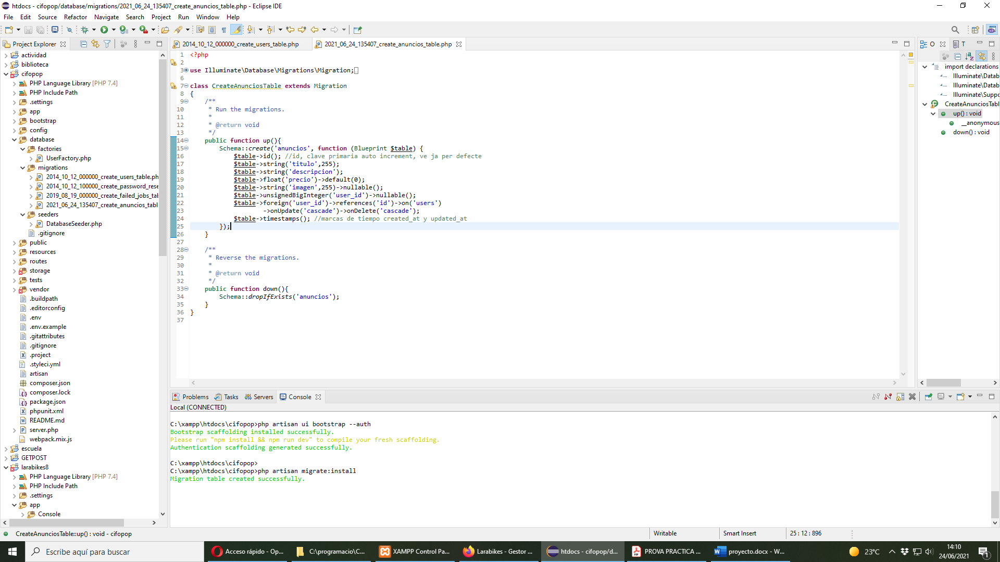 htdocs - cifopop/database/migrations/2021_06_24_135407_create_anuncios_table.php - Eclipse IDE
File Edit Source Refactor Navigate Search Project Run Window Help
Project Explorer
actividad
biblioteca
cifopop
PHP Language Library [PHP 7.4]
PHP Include Path
.settings
app
bootstrap
config
database
factories
UserFactory.php
migrations
2014_10_12_000000_create_users_table.ph
2014_10_12_100000_create_password_rese
2019_08_19_000000_create_failed_jobs_tab
2021_06_24_135407_create_anuncios_tabl
seeders
DatabaseSeeder.php
.gitignore
public
resources
routes
storage
tests
vendor
.buildpath
.editorconfig
.env
.env.example
.gitattributes
.gitignore
.project
.styleci.yml
artisan
composer.json
composer.lock
package.json
phpunit.xml
README.md
server.php
webpack.mix.js
escuela
GETPOST
larabikes8
PHP Language Library [PHP 7.4]
PHP Include Path
.settings
app
Console
2014_10_12_000000_create_users_table.php
2021_06_24_135407_create_anuncios_table.php
1 <?php
2
3 use Illuminate\Database\Migrations\Migration;
6
7 class CreateAnunciosTable extends Migration
8 {
9 /**
10 * Run the migrations.
11 *
12 * @return void
13 */
14 public function up(){
15 Schema::create('anuncios', function (Blueprint $table) {
16 $table->id(); //id, clave primaria auto increment, ve ja per defecte
17 $table->string('titulo',255);
18 $table->string('descripcion');
19 $table->float('precio')->default(0);
20 $table->string('imagen',255)->nullable();
21 $table->unsignedBigInteger('user_id')->nullable();
22 $table->foreign('user_id')->references('id')->on('users')
23 ->onUpdate('cascade')->onDelete('cascade');
24 $table->timestamps(); //marcas de tiempo created_at y updated_at
25 });
26 }
27
28 /**
29 * Reverse the migrations.
30 *
31 * @return void
32 */
33 public function down(){
34 Schema::dropIfExists('anuncios');
35 }
36 }
37
O T
import declarations
Illuminate\Datab
Illuminate\Datab
Illuminate\Suppo
CreateAnunciosTabl
up() : void
__anonymous
down() : void
Problems Tasks Servers Console
Local (CONNECTED)
C:\xampp\htdocs\cifopop>php artisan ui bootstrap --auth
Bootstrap scaffolding installed successfully.
Please run "npm install && npm run dev" to compile your fresh scaffolding.
Authentication scaffolding generated successfully.
C:\xampp\htdocs\cifopop>
C:\xampp\htdocs\cifopop>php artisan migrate:install
Migration table created successfully.
CreateAnunciosTable::up() : void - cifopop
Writable
Smart Insert
25 : 12 : 896
Escribe aquí para buscar
Acceso rápido - Op...
C:\programacio\C...
XAMPP Control Pa...
Larabikes - Gestor ...
htdocs - cifopop/d...
PROVA PRACTICA ...
proyecto.docx - W...
23°C
14:10
24/06/2021
1